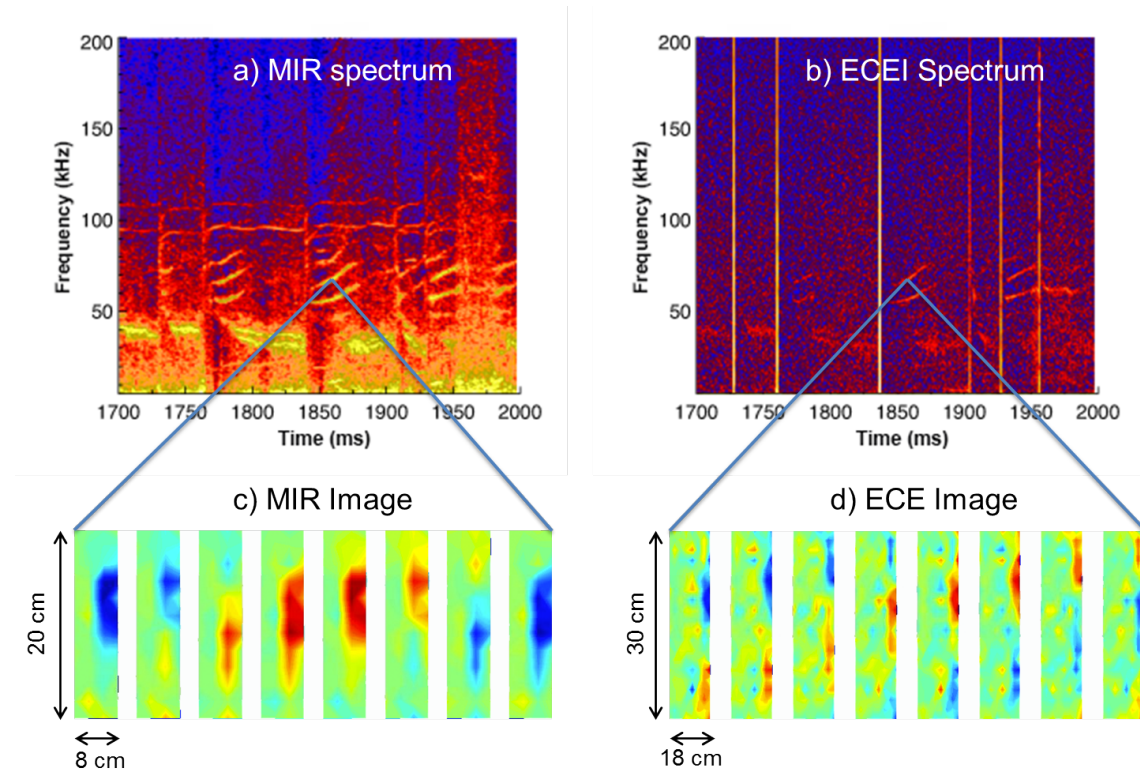 a) MIR spectrum
200
150
100
50
Frequency (kHz)
1700 1750 1800 1850 1900 1950 2000
Time (ms)
b) ECEI Spectrum
200
150
100
50
Frequency (kHz)
1700 1750 1800 1850 1900 1950 2000
Time (ms)
c) MIR Image
20 cm
8 cm
d) ECE Image
30 cm
18 cm